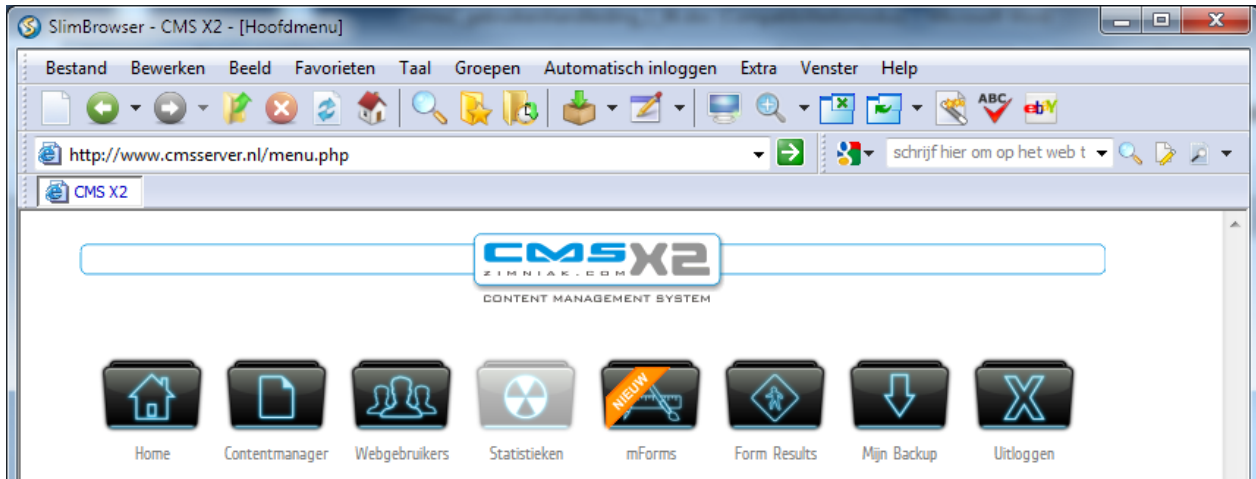 SlimBrowser - CMS X2 - [Hoofdmenu]
Bestand Bewerken Beeld Favorieten Taal Groepen Automatisch inloggen Extra Venster Help
ABC
ebY
http://www.cmsserver.nl/menu.php
schrijf hier om op het web t
CMS X2
CMSX2
ZIMNIAK.COM
CONTENT MANAGEMENT SYSTEM
NIEUW
Home Contentmanager Webgebruikers Statistieken mForms Form Results Mijn Backup Uitloggen